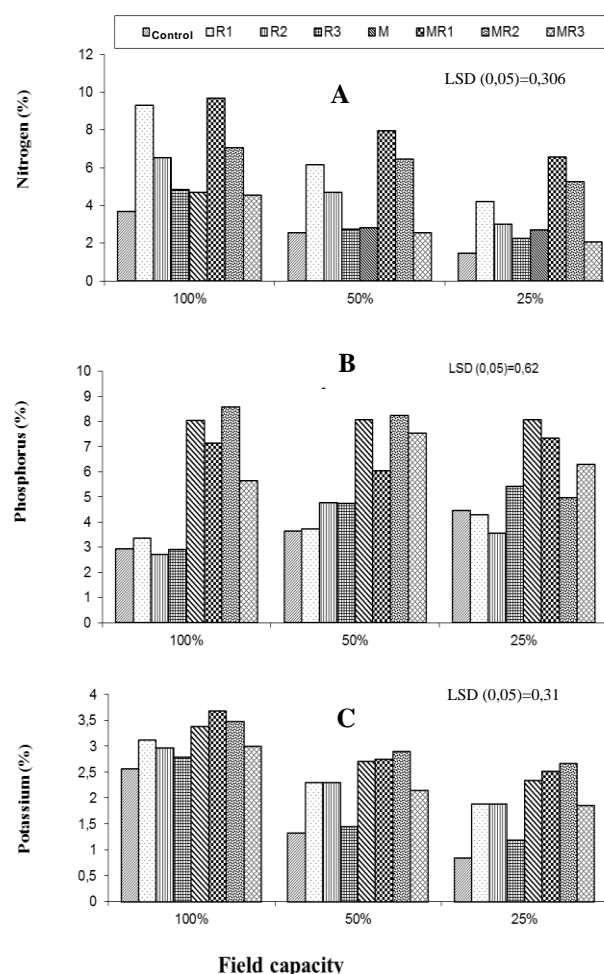 Control R1 R2 R3 M MR1 MR2 MR3
A
LSD (0,05)=0,306
Nitrogen (%)
12
10
8
6
4
2
0
100% 50% 25%
B
LSD (0,05)=0,62
Phosphorus (%)
10
9
8
7
6
5
4
3
2
1
0
100% 50% 25%
C
LSD (0,05)=0,31
Potassium (%)
4
3,5
3
2,5
2
1,5
1
0,5
0
100% 50% 25%
Field capacity